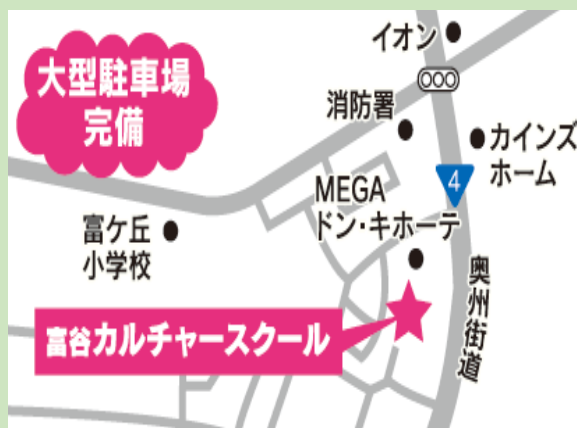 大型駐車場
完備
イオン
消防署
カインズ
ホーム
MEGA
ドン・キホーテ
4
富ケ丘
小学校
富谷カルチャースクール
奥州街道